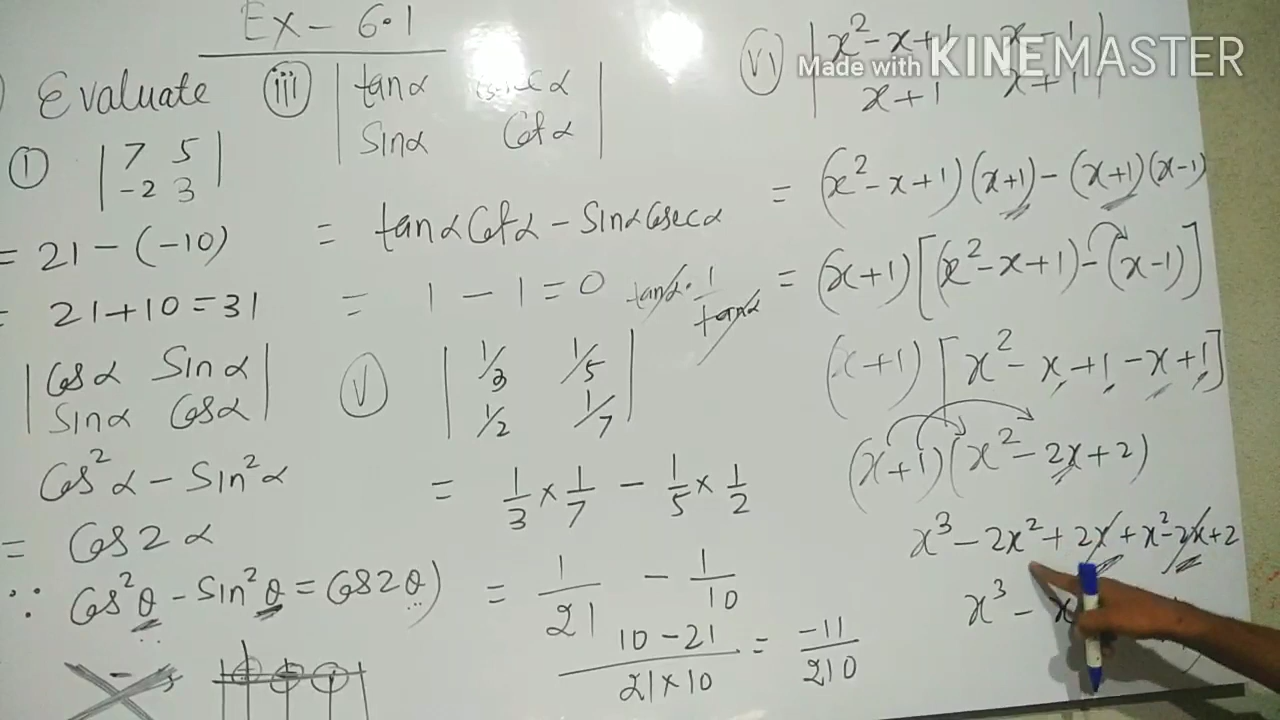 Ex - 6.1
Evaluate
(i) | 7 5 |
| -2 3 |
= 21 - (-10)
= 21 + 10 = 31
| Cosα Sinα |
| Sinα Cosα |
Cos²α - Sin²α
= Cos2α
∵ Cos²θ - Sin²θ = Cos2θ)
(iii) | tanα |
| Sinα Cotα |
= tanα Cotα - Sinα Cosecα
= 1 - 1 = 0 tanα · 1/tanα
(v) | 1/3 1/5 |
| 1/2 1/7 |
= 1/3 × 1/7 - 1/5 × 1/2
= 1/21 - 1/10
10 - 21 / 21 × 10 = -11/210
(vi) | x² - x + 1 x - 1 |
| x + 1 x + 1 |
Made with KINEMASTER
= (x² - x + 1)(x + 1) - (x + 1)(x - 1)
= (x + 1)[(x² - x + 1) - (x - 1)]
(x + 1)[x² - x + 1 - x + 1]
(x + 1)(x² - 2x + 2)
x³ - 2x² + 2x + x² - 2x + 2
x³ - x